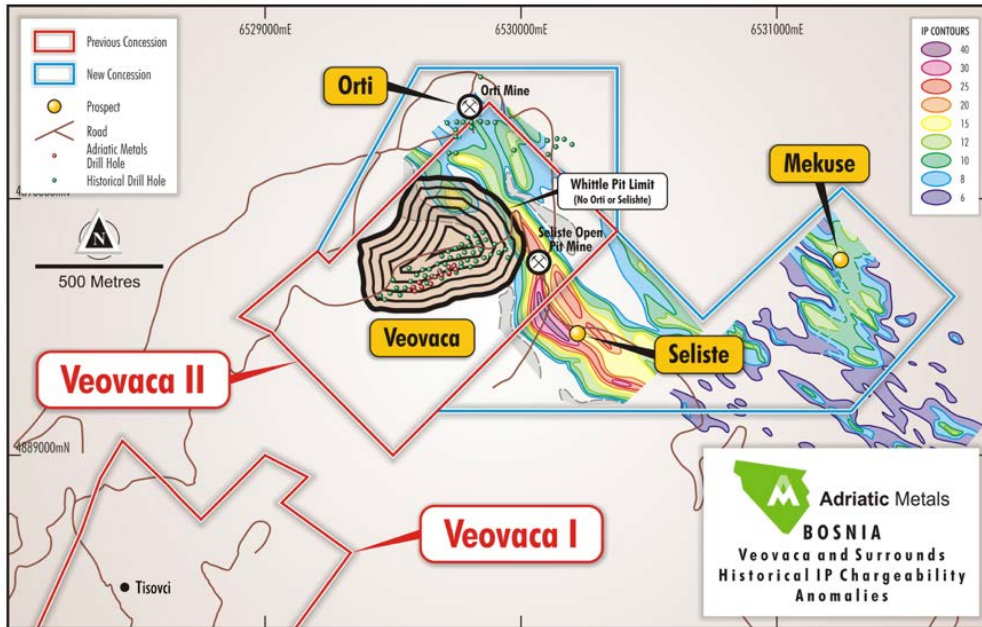 6529000mE
6530000mE
6531000mE
Previous Concession
New Concession
Prospect
Road
Adriatic Metals
Drill Hole
Historical Drill Hole
IP CONTOURS
40
30
25
20
15
12
10
8
6
Orti
Orti Mine
Mekuse
Whittle Pit Limit
(No Orti or Selishte)
Seliste Open
Pit Mine
N
500 Metres
Veovaca
Seliste
Veovaca II
4889000mN
Veovaca I
Tisovci
Adriatic Metals
BOSNIA
Veovaca and Surrounds
Historical IP Chargeability
Anomalies